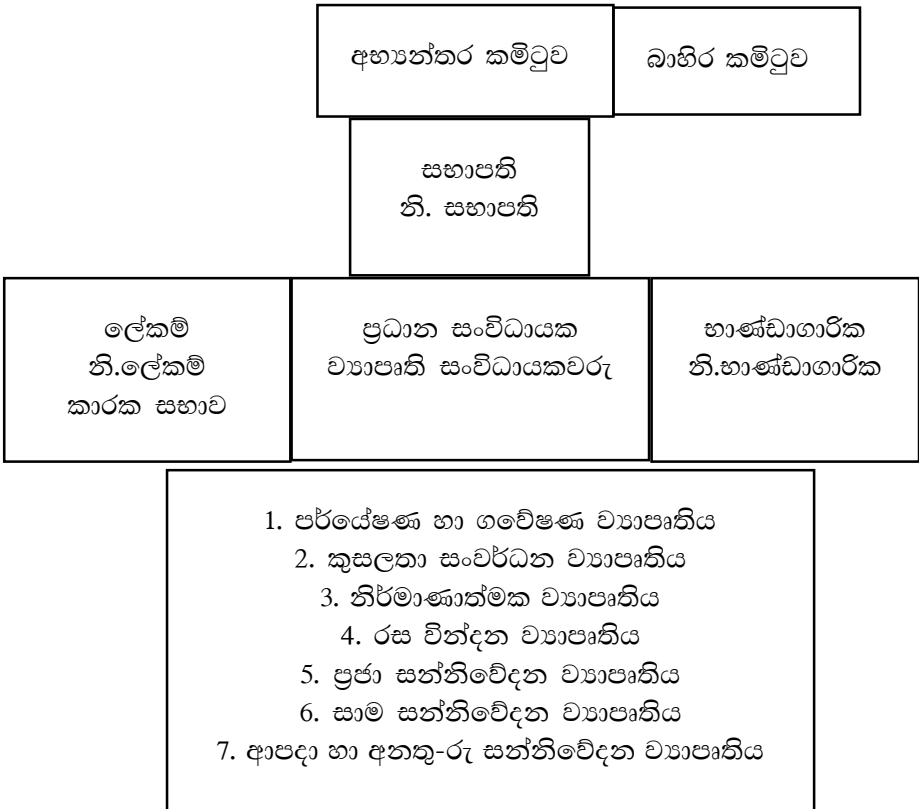 අභ්‍යන්තර කමිටුව
බාහිර කමිටුව
සභාපති
නි. සභාපති
ලේකම්
නි.ලේකම්
කාරක සභාව
ප්‍රධාන සංවිධායක
ව්‍යාපෘති සංවිධායකවරු
භාණ්ඩාගාරික
නි.භාණ්ඩාගාරික
1. පර්යේෂණ හා ගවේෂණ ව්‍යාපෘතිය
2. කුසලතා සංවර්ධන ව්‍යාපෘතිය
3. නිර්මාණාත්මක ව්‍යාපෘතිය
4. රස වින්දන ව්‍යාපෘතිය
5. ප්‍රජා සන්නිවේදන ව්‍යාපෘතිය
6. සාම සන්නිවේදන ව්‍යාපෘතිය
7. ආපදා හා අනතු-රු සන්නිවේදන ව්‍යාපෘතිය